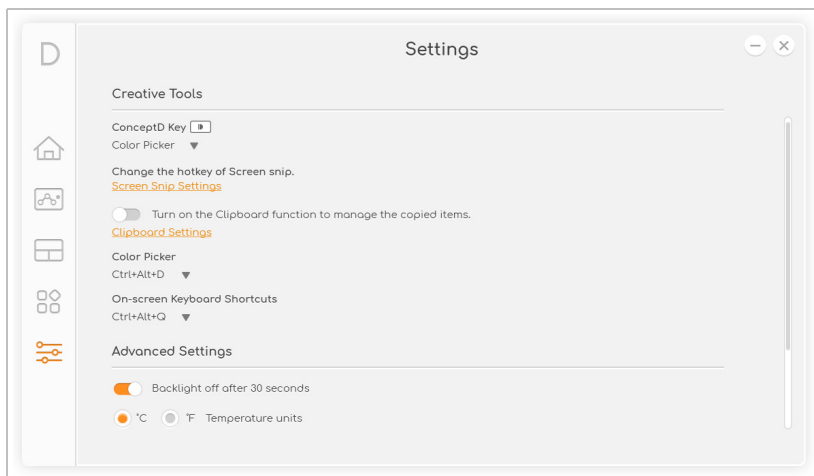 D
Settings
Creative Tools
ConceptD Key
Color Picker
Change the hotkey of Screen snip.
Screen Snip Settings
Turn on the Clipboard function to manage the copied items.
Clipboard Settings
Color Picker
Ctrl+Alt+D
On-screen Keyboard Shortcuts
Ctrl+Alt+Q
Advanced Settings
Backlight off after 30 seconds
°C °F Temperature units